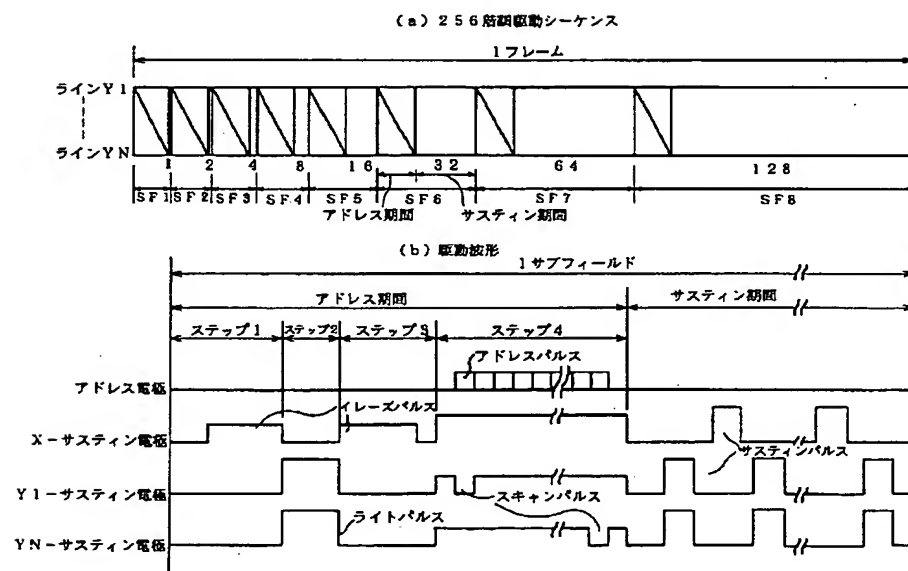 (a) 256階調駆動シーケンス
1フレーム
ラインY1
ラインYN
1 2 4 8 16 32 64 128
SF1 SF2 SF3 SF4 SF5 SF6 SF7 SF8
アドレス期間 サスティン期間
(b) 駆動波形
1サブフィールド
アドレス期間 サスティン期間
ステップ1 ステップ2 ステップ3 ステップ4
アドレスパルス
アドレス電極
イレーズパルス
X-サスティン電極
サスティンパルス
Y1-サスティン電極
スキャンパルス
ライトパルス
YN-サスティン電極